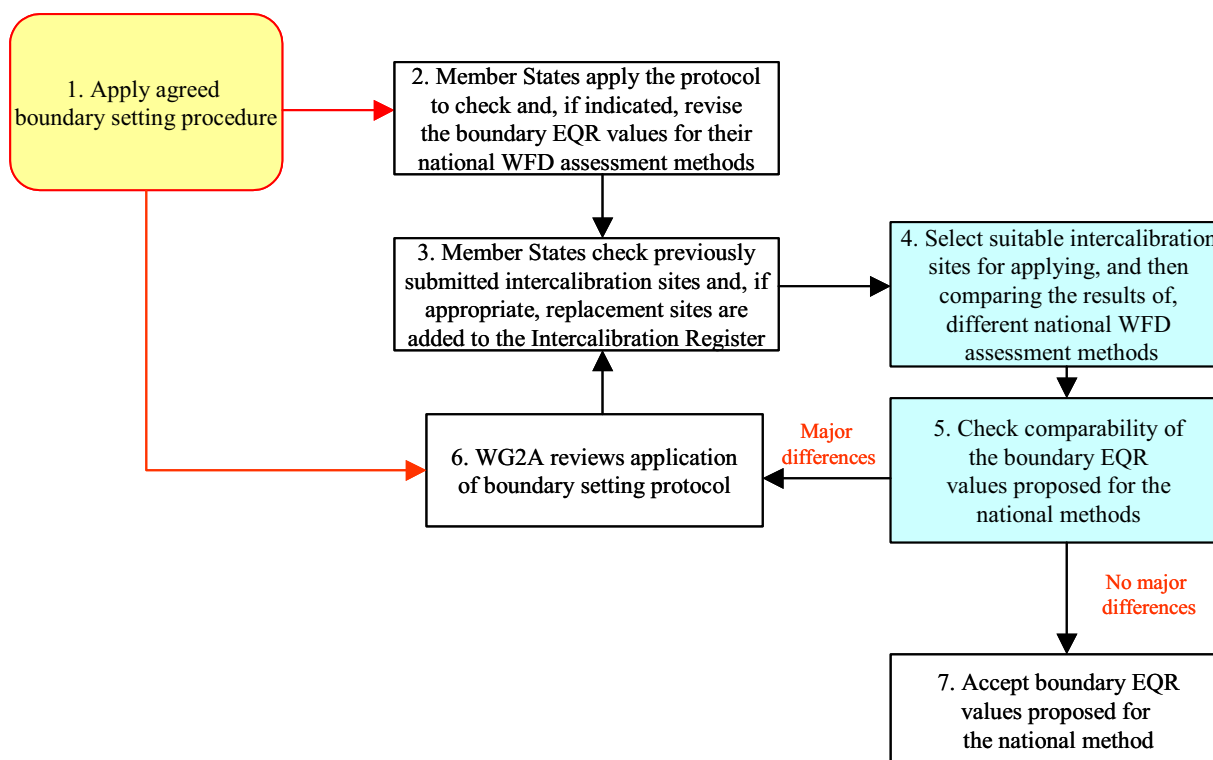 1. Apply agreed
boundary setting procedure
2. Member States apply the protocol
to check and, if indicated, revise
the boundary EQR values for their
national WFD assessment methods
3. Member States check previously
submitted intercalibration sites and, if
appropriate, replacement sites are
added to the Intercalibration Register
4. Select suitable intercalibration
sites for applying, and then
comparing the results of,
different national WFD
assessment methods
5. Check comparability of
the boundary EQR
values proposed for the
national methods
Major
differences
6. WG2A reviews application
of boundary setting protocol
No major
differences
7. Accept boundary EQR
values proposed for
the national method